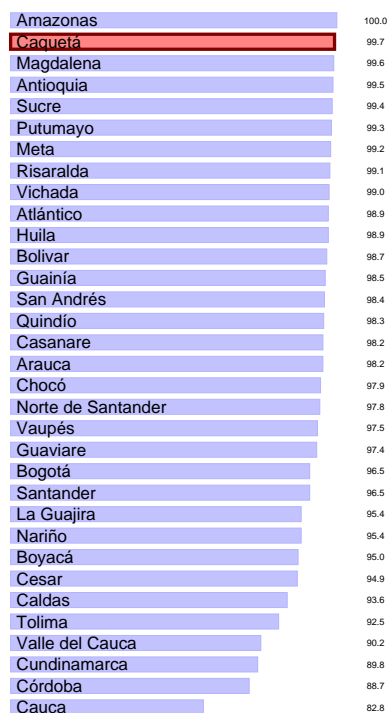 Amazonas 100.0
Caquetá 99.7
Magdalena 99.6
Antioquia 99.5
Sucre 99.4
Putumayo 99.3
Meta 99.2
Risaralda 99.1
Vichada 99.0
Atlántico 98.9
Huila 98.9
Bolivar 98.7
Guainía 98.5
San Andrés 98.4
Quindío 98.3
Casanare 98.2
Arauca 98.2
Chocó 97.9
Norte de Santander 97.8
Vaupés 97.5
Guaviare 97.4
Bogotá 96.5
Santander 96.5
La Guajira 95.4
Nariño 95.4
Boyacá 95.0
Cesar 94.9
Caldas 93.6
Tolima 92.5
Valle del Cauca 90.2
Cundinamarca 89.8
Córdoba 88.7
Cauca 82.8